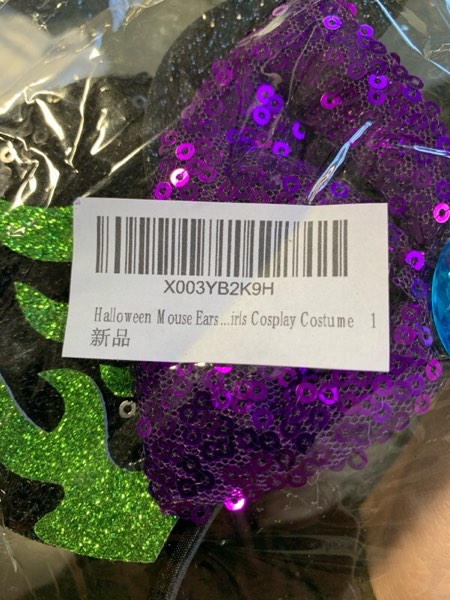 X003YB2K9H
Halloween Mouse Ears...irls Cosplay Costume 1
新品